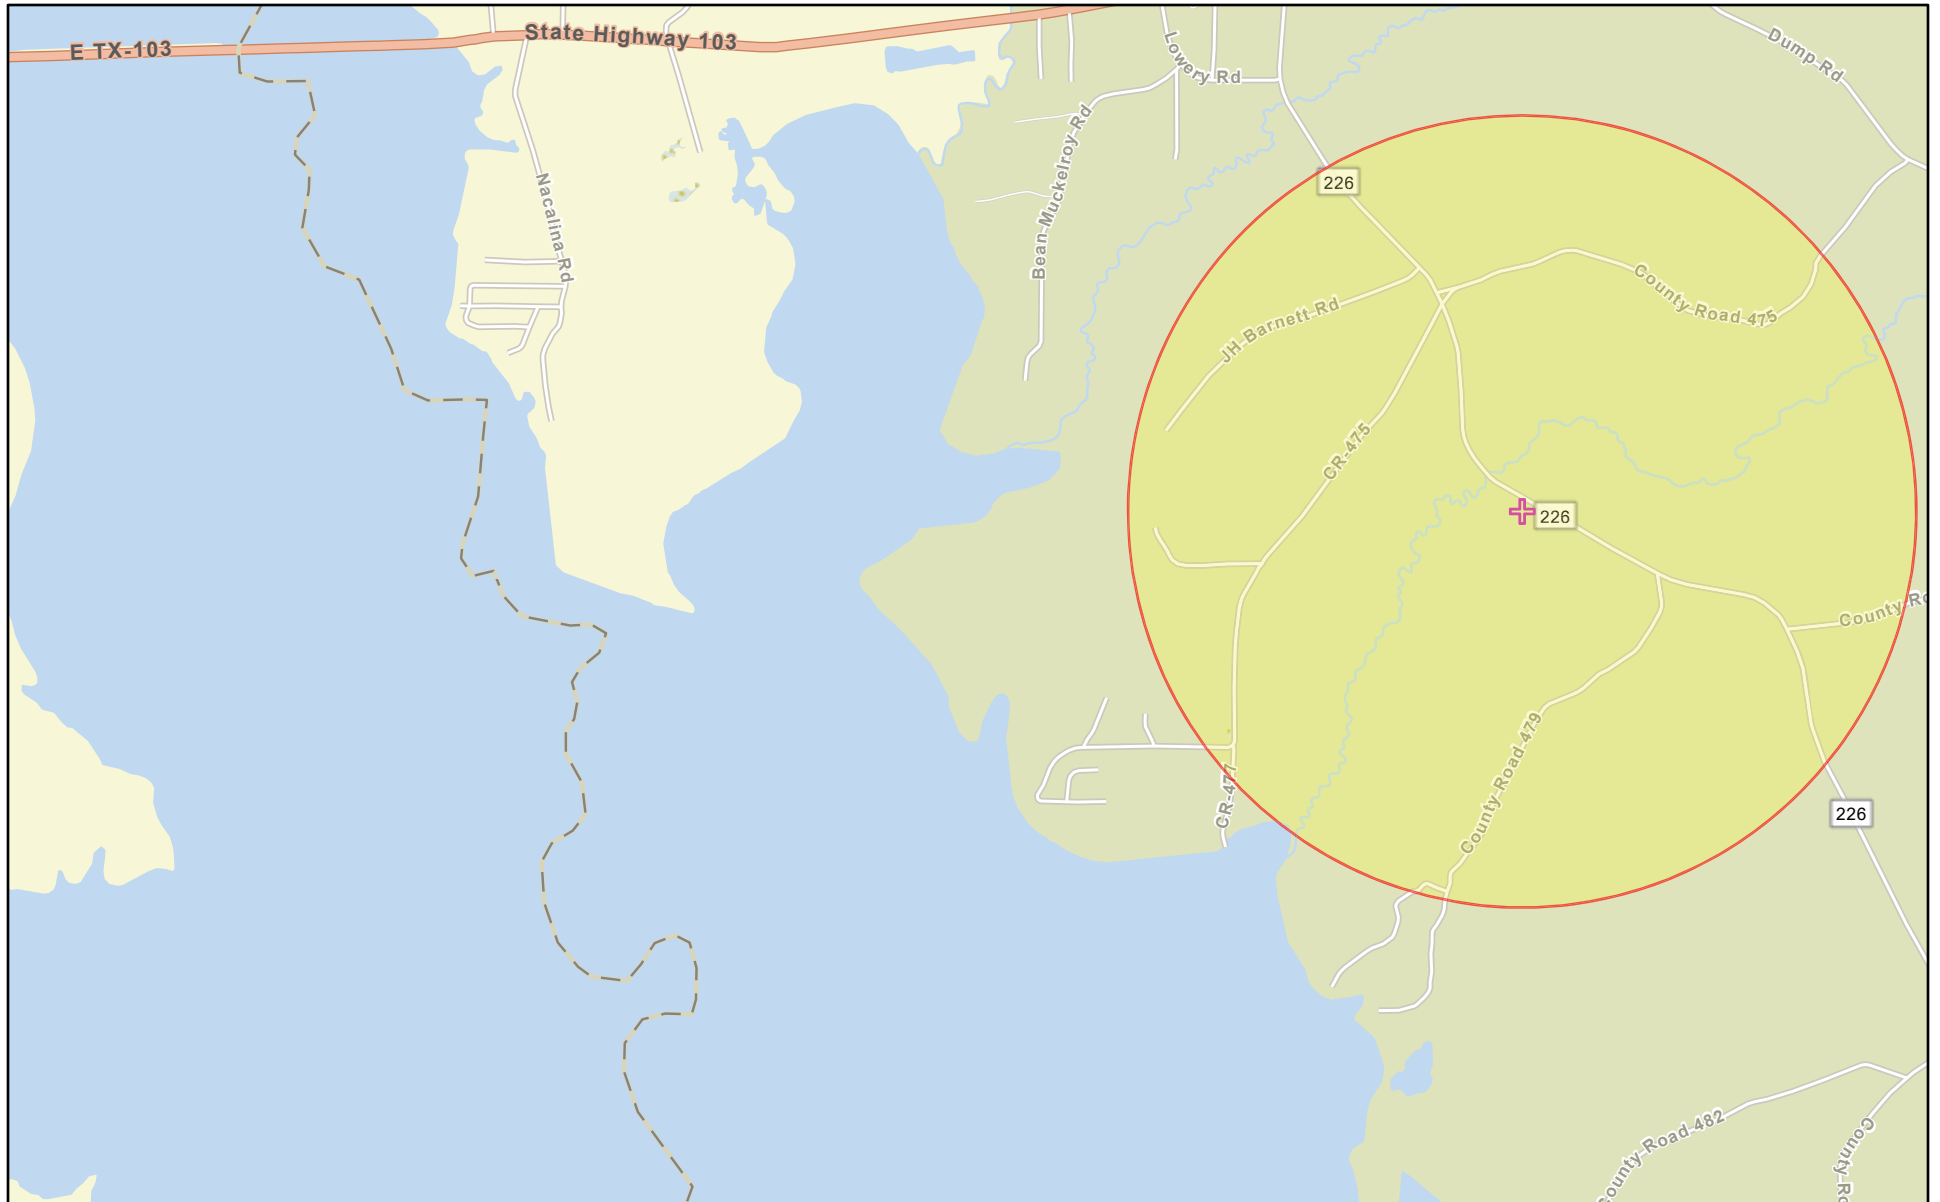 E TX-103
State Highway 103
Lowery Rd
Dump Rd
Bean Muckelroy Rd
Nacalina Rd
226
County Road 475
JH Barnett Rd
CR-475
226
County Ro
County Road 479
CR-477
226
County Road 482
County Ro